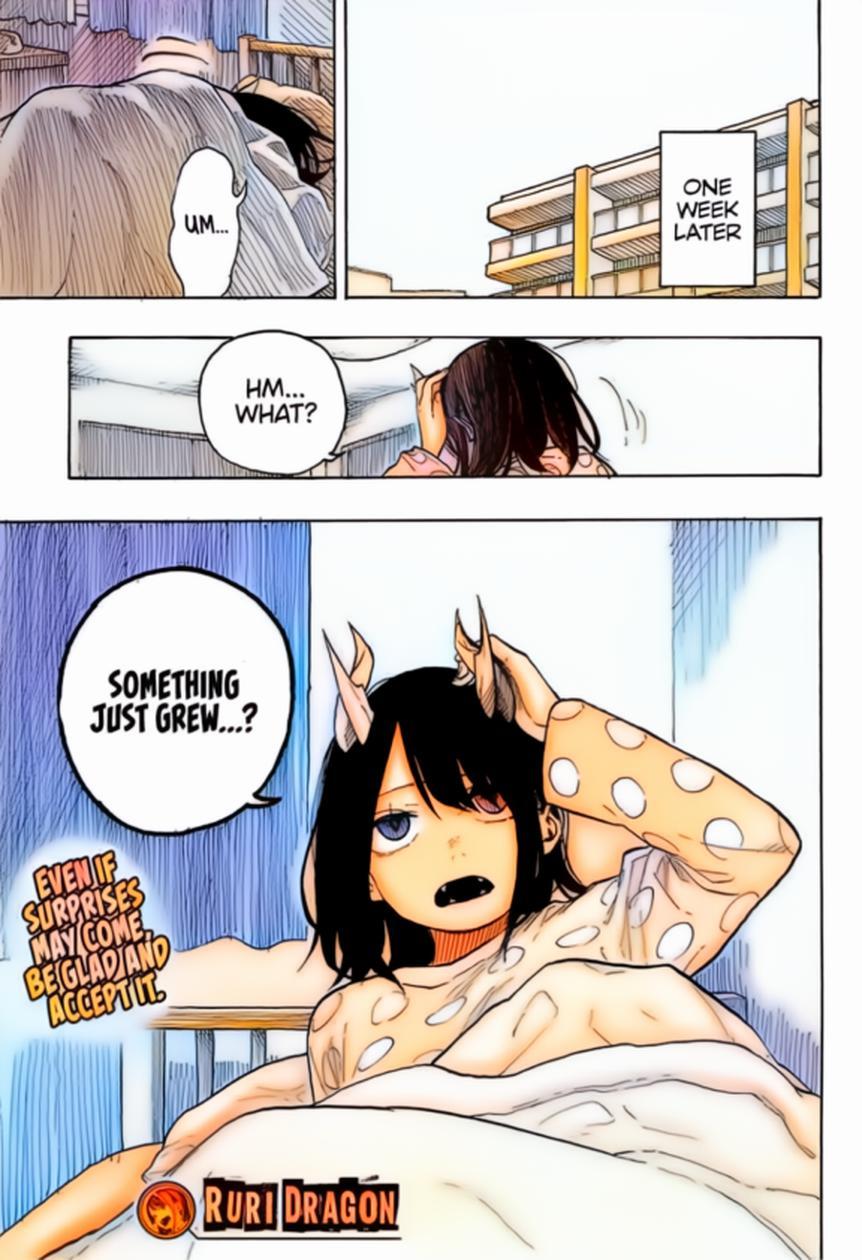 ONE
WEEK
LATER
UM...
HM...
WHAT?
SOMETHING
JUST GREW...?
EVEN IF
SURPRISES
MAY COME,
BE GLAD AND
ACCEPT IT.
RURI DRAGON